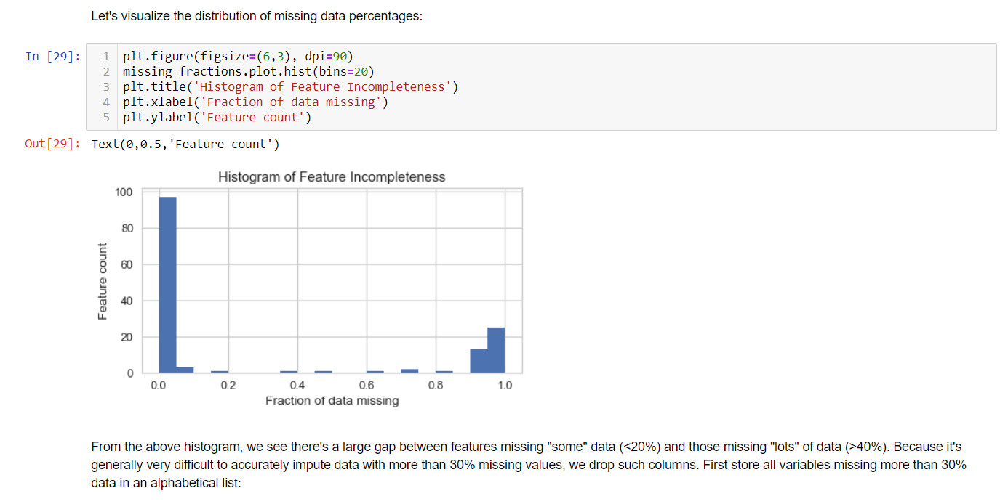 Let's visualize the distribution of missing data percentages:
In [29]:
1 plt.figure(figsize=(6,3), dpi=90)
2 missing_fractions.plot.hist(bins=20)
3 plt.title('Histogram of Feature Incompleteness')
4 plt.xlabel('Fraction of data missing')
5 plt.ylabel('Feature count')
Out[29]: Text(0,0.5,'Feature count')
Histogram of Feature Incompleteness
100
80
60
40
20
0
Feature count
0.0 0.2 0.4 0.6 0.8 1.0
Fraction of data missing
From the above histogram, we see there's a large gap between features missing "some" data (<20%) and those missing "lots" of data (>40%). Because it's
generally very difficult to accurately impute data with more than 30% missing values, we drop such columns. First store all variables missing more than 30%
data in an alphabetical list: